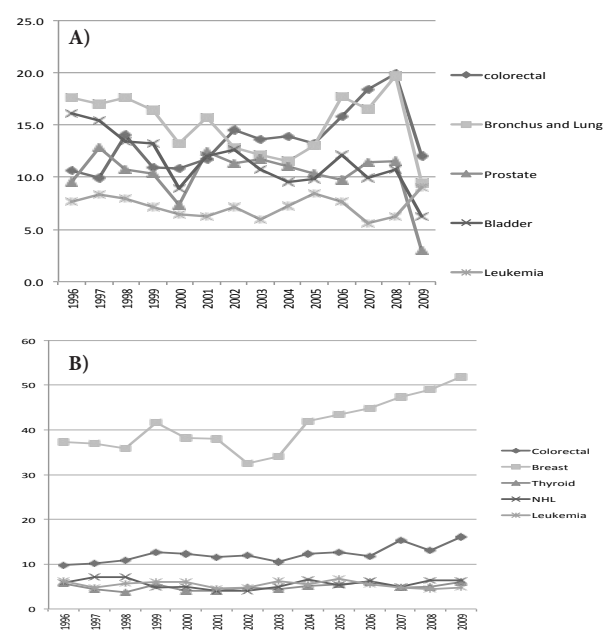 A)
25.0
20.0
15.0
10.0
5.0
0.0
1996 1997 1998 1999 2000 2001 2002 2003 2004 2005 2006 2007 2008 2009
colorectal
Bronchus and Lung
Prostate
Bladder
Leukemia
B)
60
50
40
30
20
10
0
1996 1997 1998 1999 2000 2001 2002 2003 2004 2005 2006 2007 2008 2009
Colorectal
Breast
Thyroid
NHL
Leukemia